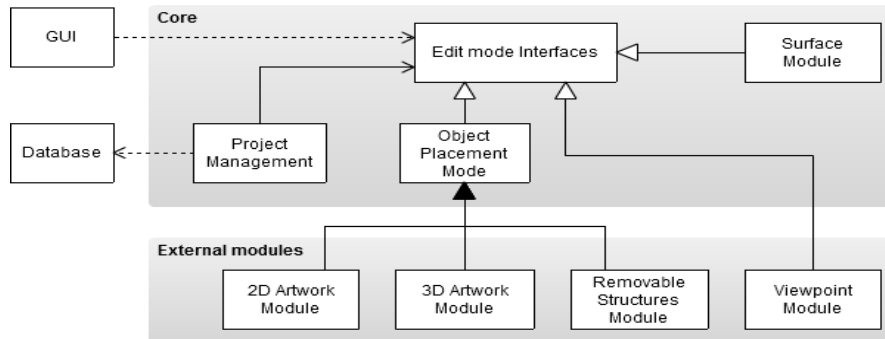 Core
GUI
Edit mode Interfaces
Surface
Module
Database
Project
Management
Object
Placement
Mode
External modules
2D Artwork
Module
3D Artwork
Module
Removable
Structures
Module
Viewpoint
Module